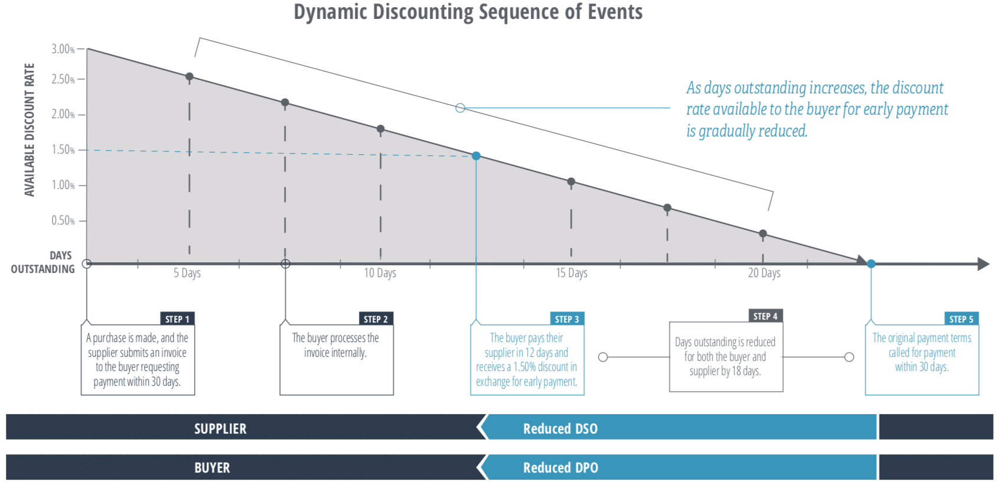 Dynamic Discounting Sequence of Events
AVAILABLE DISCOUNT RATE
3.00%
2.50%
2.00%
1.50%
1.00%
0.50%
As days outstanding increases, the discount
rate available to the buyer for early payment
is gradually reduced.
DAYS
OUTSTANDING
5 Days
10 Days
15 Days
20 Days
STEP 1
A purchase is made, and the
supplier submits an invoice
to the buyer requesting
payment within 30 days.
STEP 2
The buyer processes the
invoice internally.
STEP 3
The buyer pays their
supplier in 12 days and
receives a 1.50% discount in
exchange for early payment.
STEP 4
Days outstanding is reduced
for both the buyer and
supplier by 18 days.
STEP 5
The original payment terms
called for payment
within 30 days.
SUPPLIER
Reduced DSO
BUYER
Reduced DPO